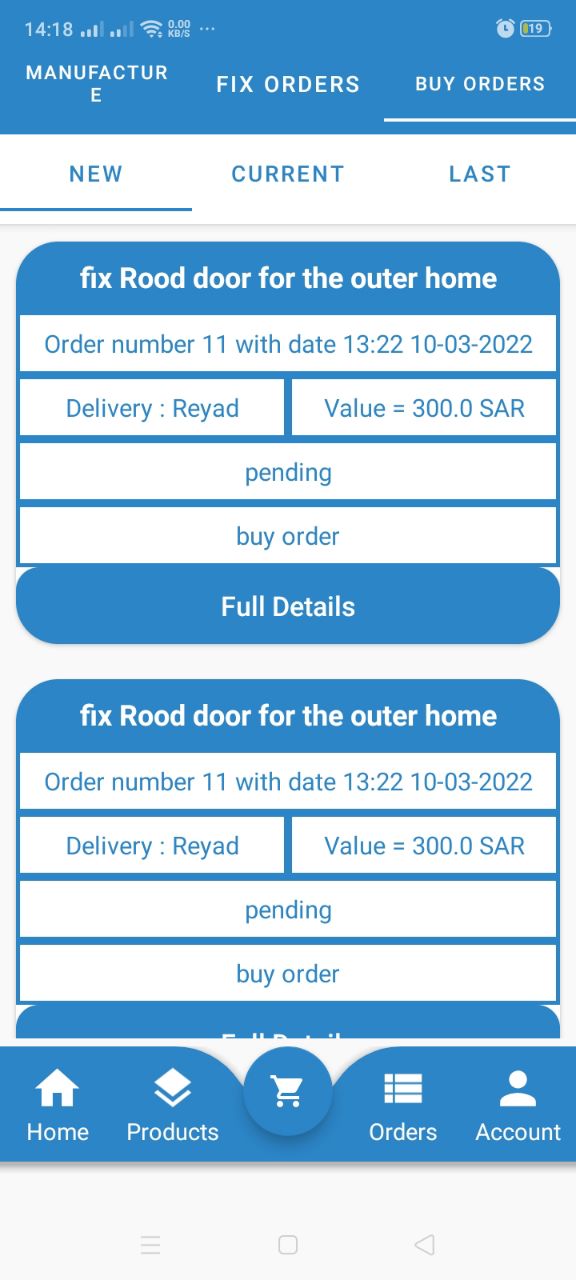 14:18 0.00 KB/S ... 19
MANUFACTUR
E
FIX ORDERS
BUY ORDERS
NEW CURRENT LAST
fix Rood door for the outer home
Order number 11 with date 13:22 10-03-2022
Delivery : Reyad Value = 300.0 SAR
pending
buy order
Full Details
fix Rood door for the outer home
Order number 11 with date 13:22 10-03-2022
Delivery : Reyad Value = 300.0 SAR
pending
buy order
Home Products Orders Account